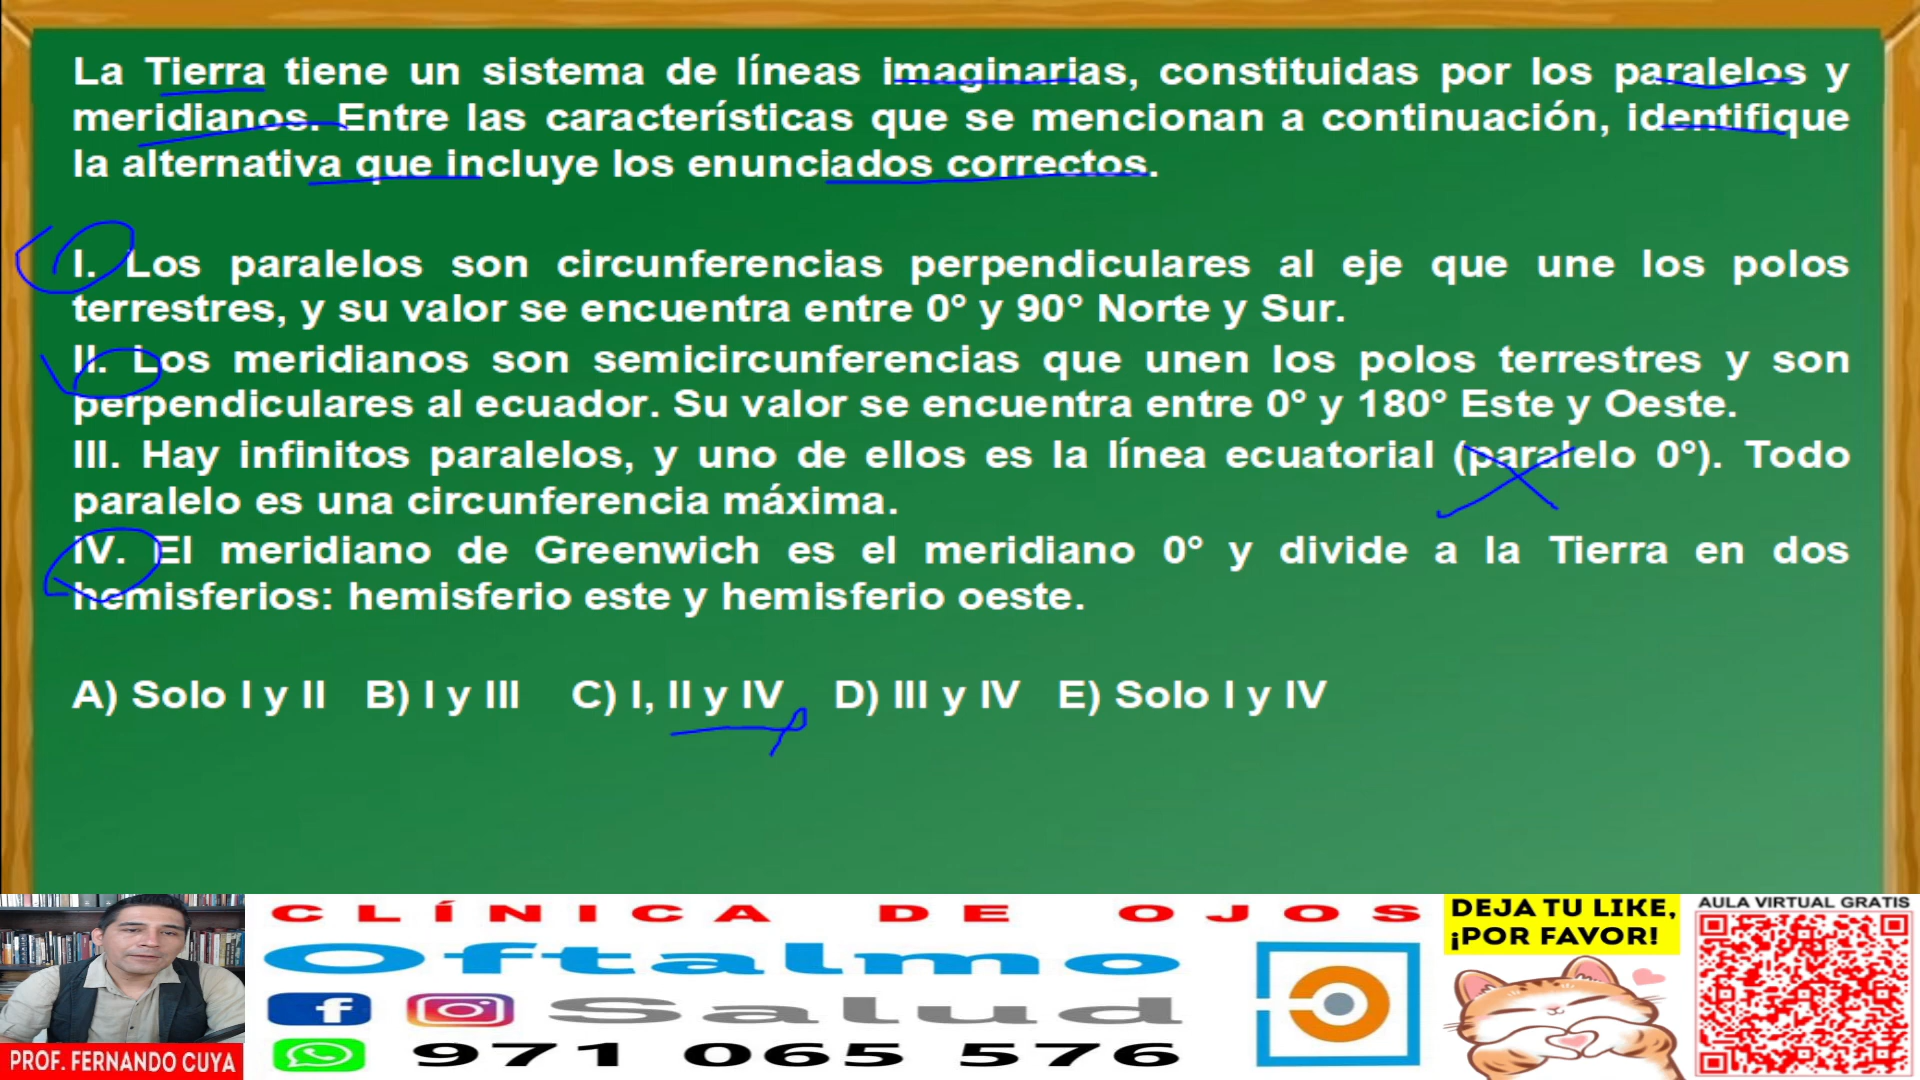 La Tierra tiene un sistema de líneas imaginarias, constituidas por los paralelos y
meridianos. Entre las características que se mencionan a continuación, identifique
la alternativa que incluye los enunciados correctos.
I. Los paralelos son circunferencias perpendiculares al eje que une los polos
terrestres, y su valor se encuentra entre 0° y 90° Norte y Sur.
II. Los meridianos son semicircunferencias que unen los polos terrestres y son
perpendiculares al ecuador. Su valor se encuentra entre 0° y 180° Este y Oeste.
III. Hay infinitos paralelos, y uno de ellos es la línea ecuatorial (paralelo 0°). Todo
paralelo es una circunferencia máxima.
IV. El meridiano de Greenwich es el meridiano 0° y divide a la Tierra en dos
hemisferios: hemisferio este y hemisferio oeste.
A) Solo I y II B) I y III C) I, II y IV D) III y IV E) Solo I y IV
CLÍNICA DE OJOS
Oftalmo
Salud
971 065 576
DEJA TU LIKE,
¡POR FAVOR!
AULA VIRTUAL GRATIS
PROF. FERNANDO CUYA